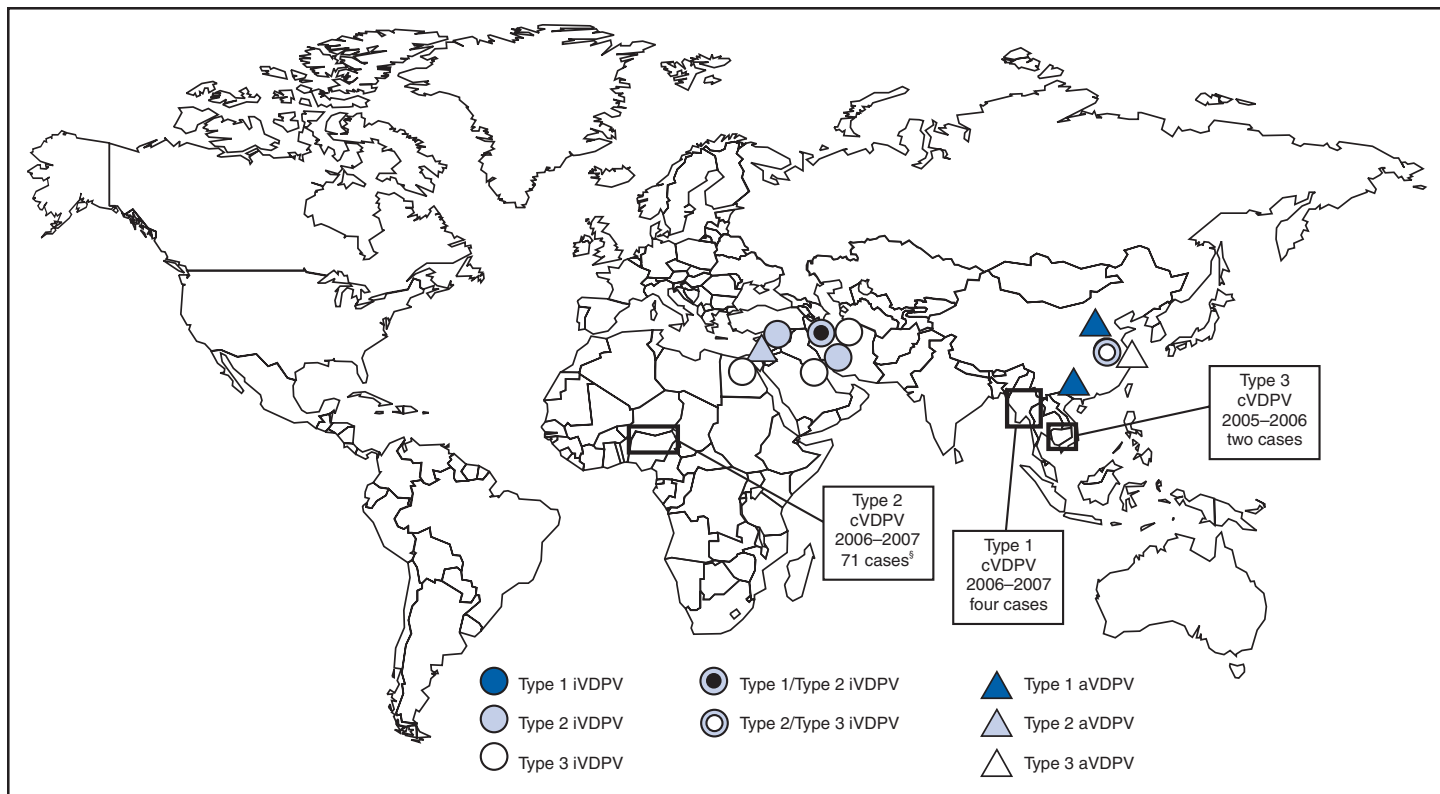 Type 3
cVDPV
2005–2006
two cases
Type 2
cVDPV
2006–2007
71 cases§
Type 1
cVDPV
2006–2007
four cases
Type 1 iVDPV
Type 2 iVDPV
Type 3 iVDPV
Type 1/Type 2 iVDPV
Type 2/Type 3 iVDPV
Type 1 aVDPV
Type 2 aVDPV
Type 3 aVDPV